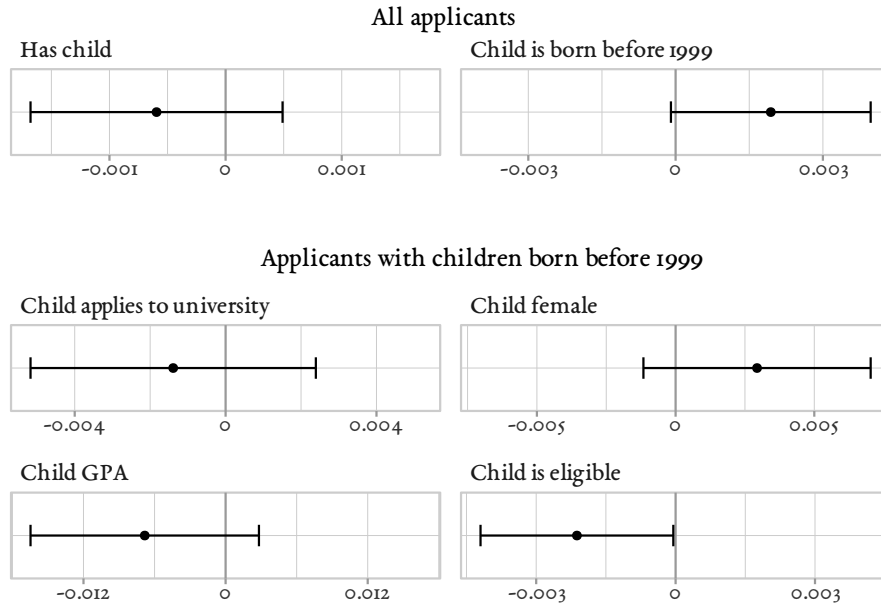 All applicants
Has child
Child is born before 1999
-0.001 0 0.001
-0.003 0 0.003
Applicants with children born before 1999
Child applies to university
Child female
-0.004 0 0.004
-0.005 0 0.005
Child GPA
Child is eligible
-0.012 0 0.012
-0.003 0 0.003